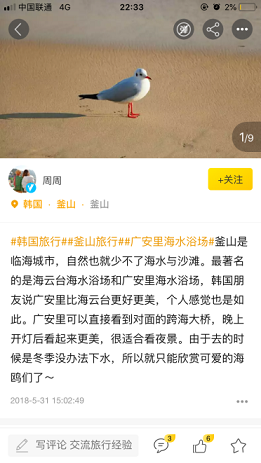 中国联通 4G 22:33 2%
1/9
周周
+关注
韩国 · 釜山 · 釜山
#韩国旅行##釜山旅行##广安里海水浴场#釜山是
临海城市，自然也就少不了海水与沙滩。最著
名的是海云台海水浴场和广安里海水浴场，韩国朋
友说广安里比海云台更好更美，个人感觉也是如
此。广安里可以直接看到对面的跨海大桥，晚上
开灯后看起来更美，很适合看夜景。由于去的时
候是冬季没办法下水，所以就只能欣赏可爱的海
鸥们了～
2018-5-31 15:02:49
写评论 交流旅行经验
3
6